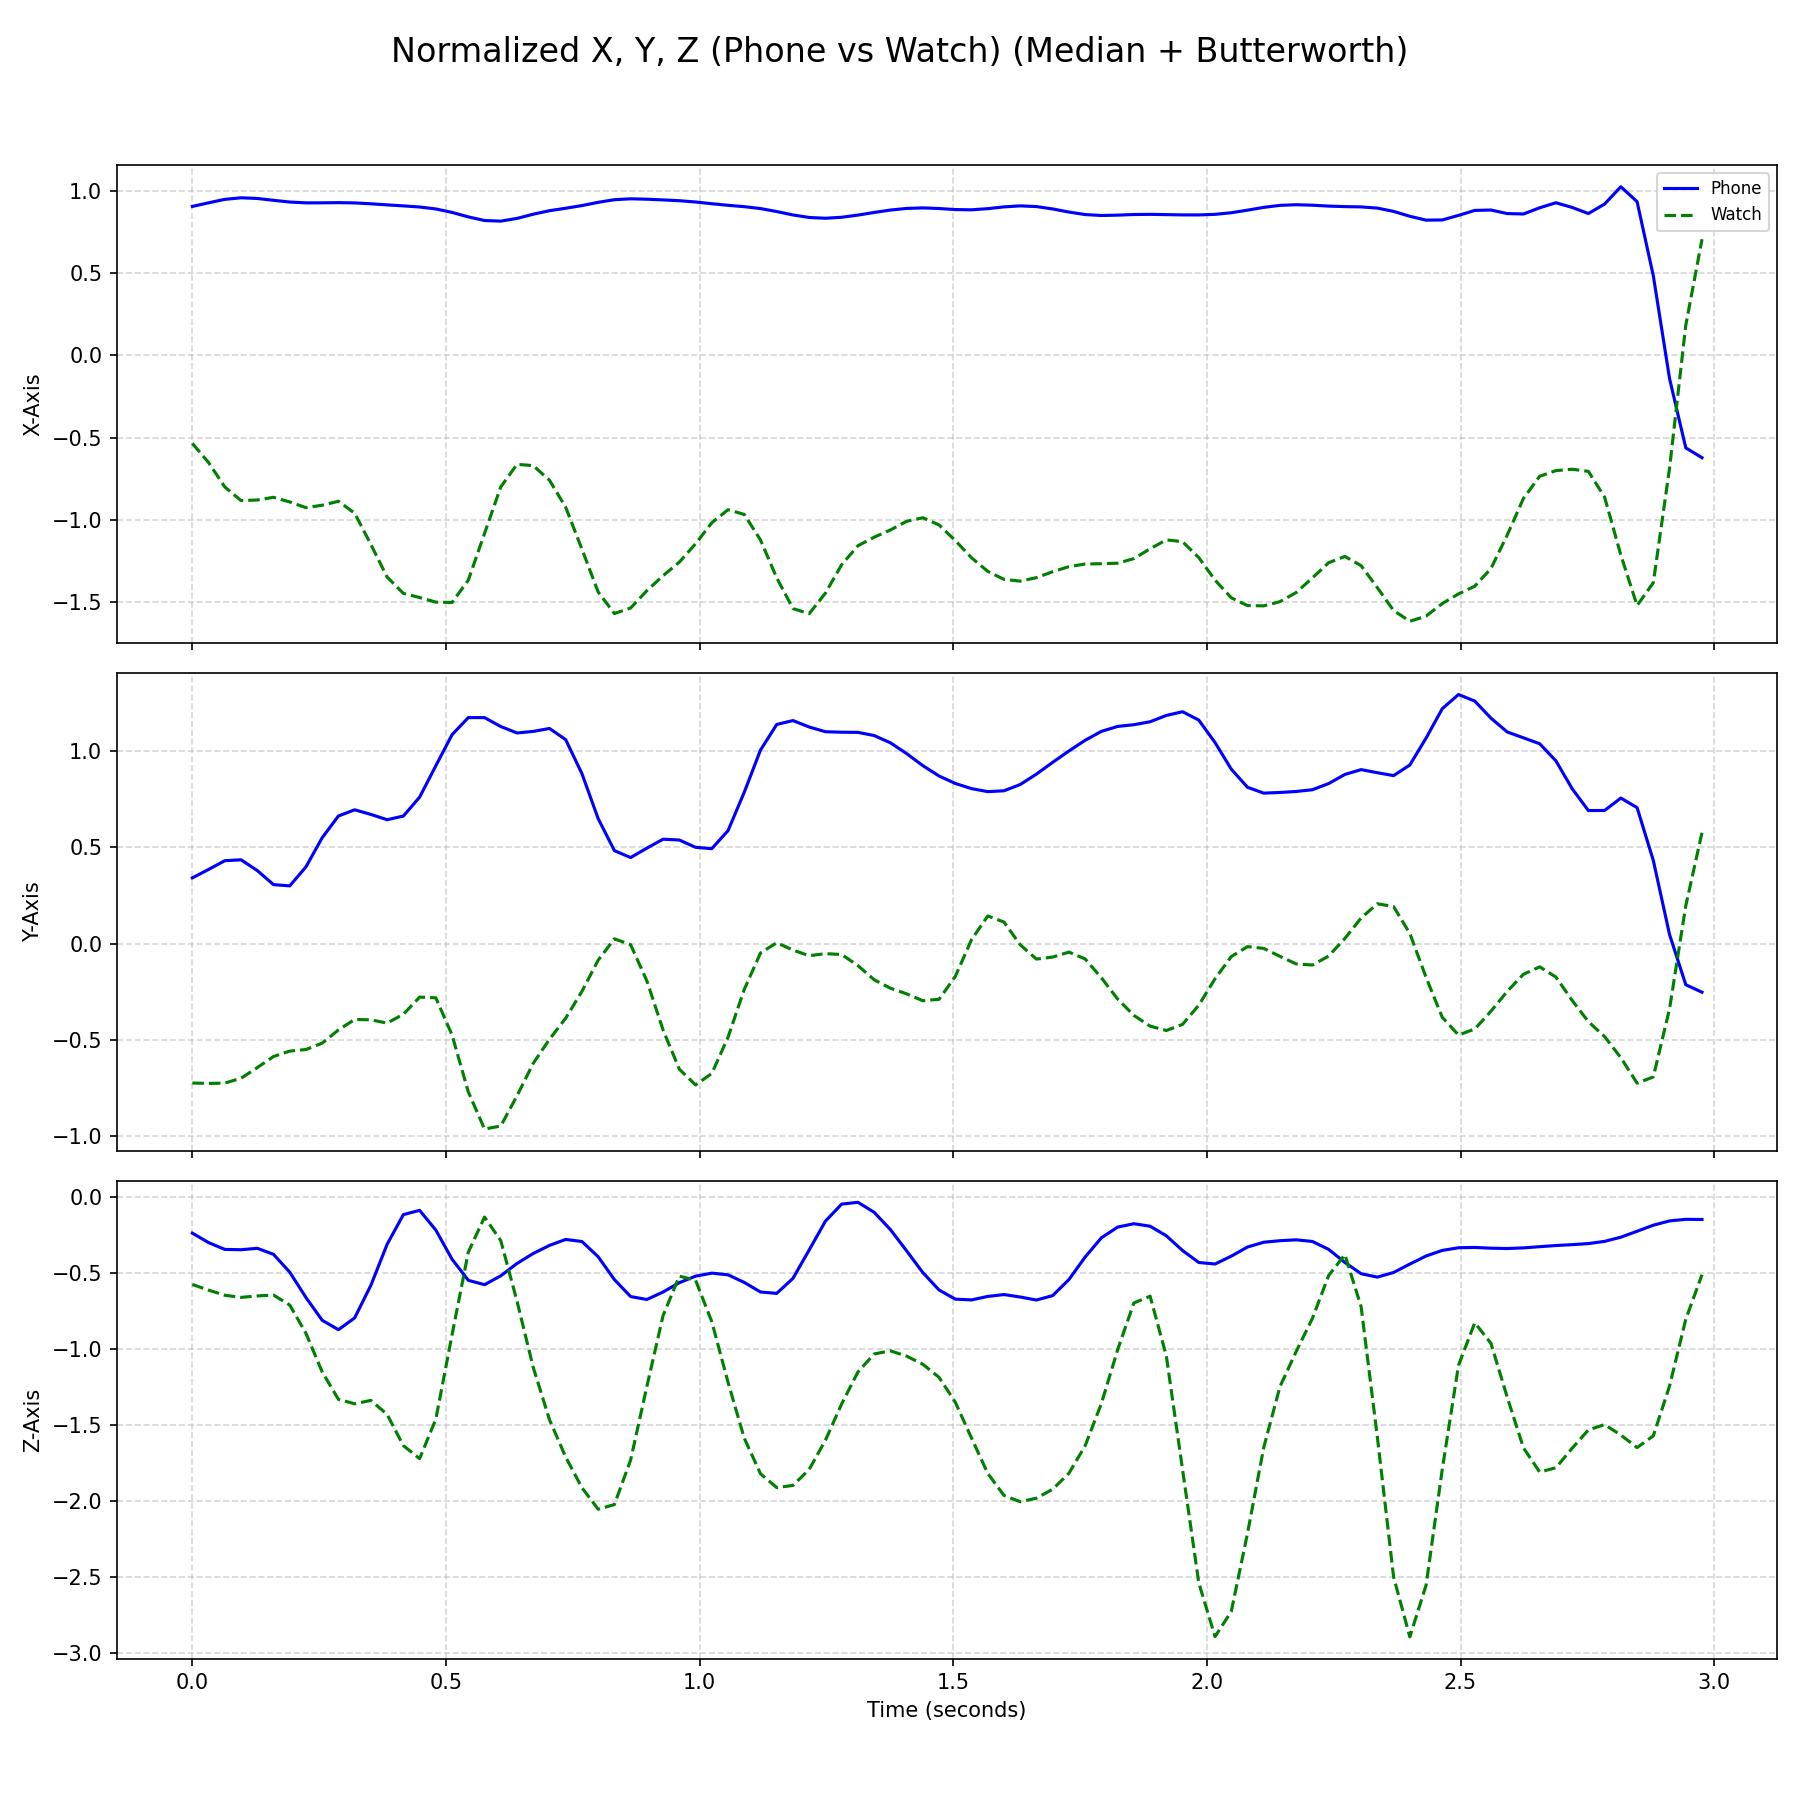 Normalized X, Y, Z (Phone vs Watch) (Median + Butterworth)
Phone
Watch
1.0
0.5
0.0
−0.5
−1.0
−1.5
X-Axis
1.0
0.5
0.0
−0.5
−1.0
Y-Axis
0.0
−0.5
−1.0
−1.5
−2.0
−2.5
−3.0
Z-Axis
0.0 0.5 1.0 1.5 2.0 2.5 3.0
Time (seconds)